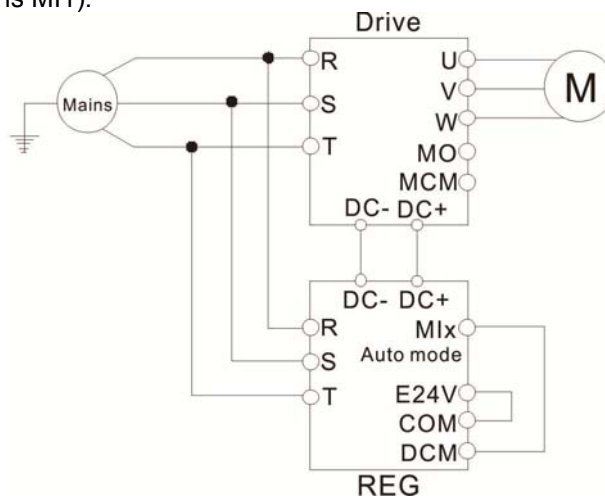 is MI1).
Drive
R
S
T
Mains
U
V
W
M
MO
MCM
DC- DC+
DC- DC+
R
S
T
MIx
Auto mode
E24V
COM
DCM
REG